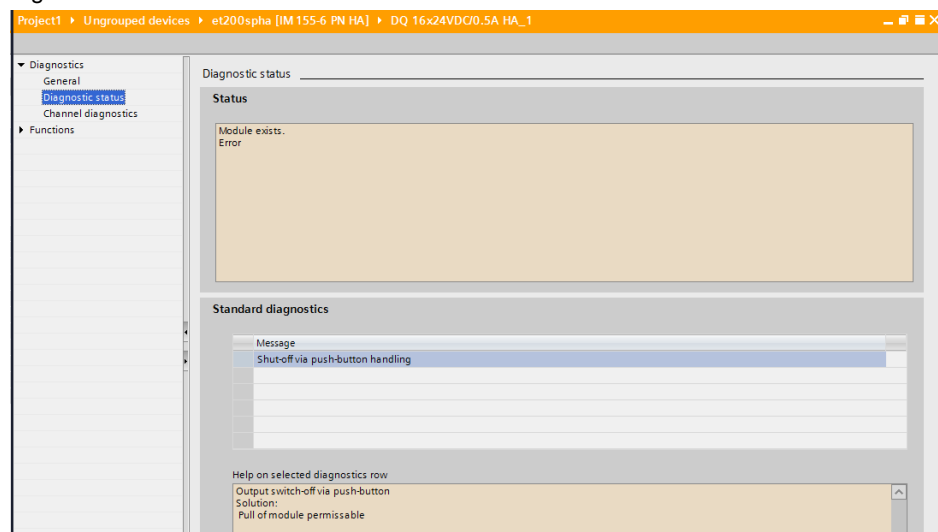 Project1 ▸ Ungrouped devices ▸ et200spha [IM 155-6 PN HA] ▸ DQ 16x24VDC/0.5A HA_1
Diagnostics
General
Diagnostic status
Channel diagnostics
Functions
Diagnostic status
Status
Module exists.
Error
Standard diagnostics
Message
Shut-off via push-button handling
Help on selected diagnostics row
Output switch-off via push-button
Solution:
Pull of module permissable